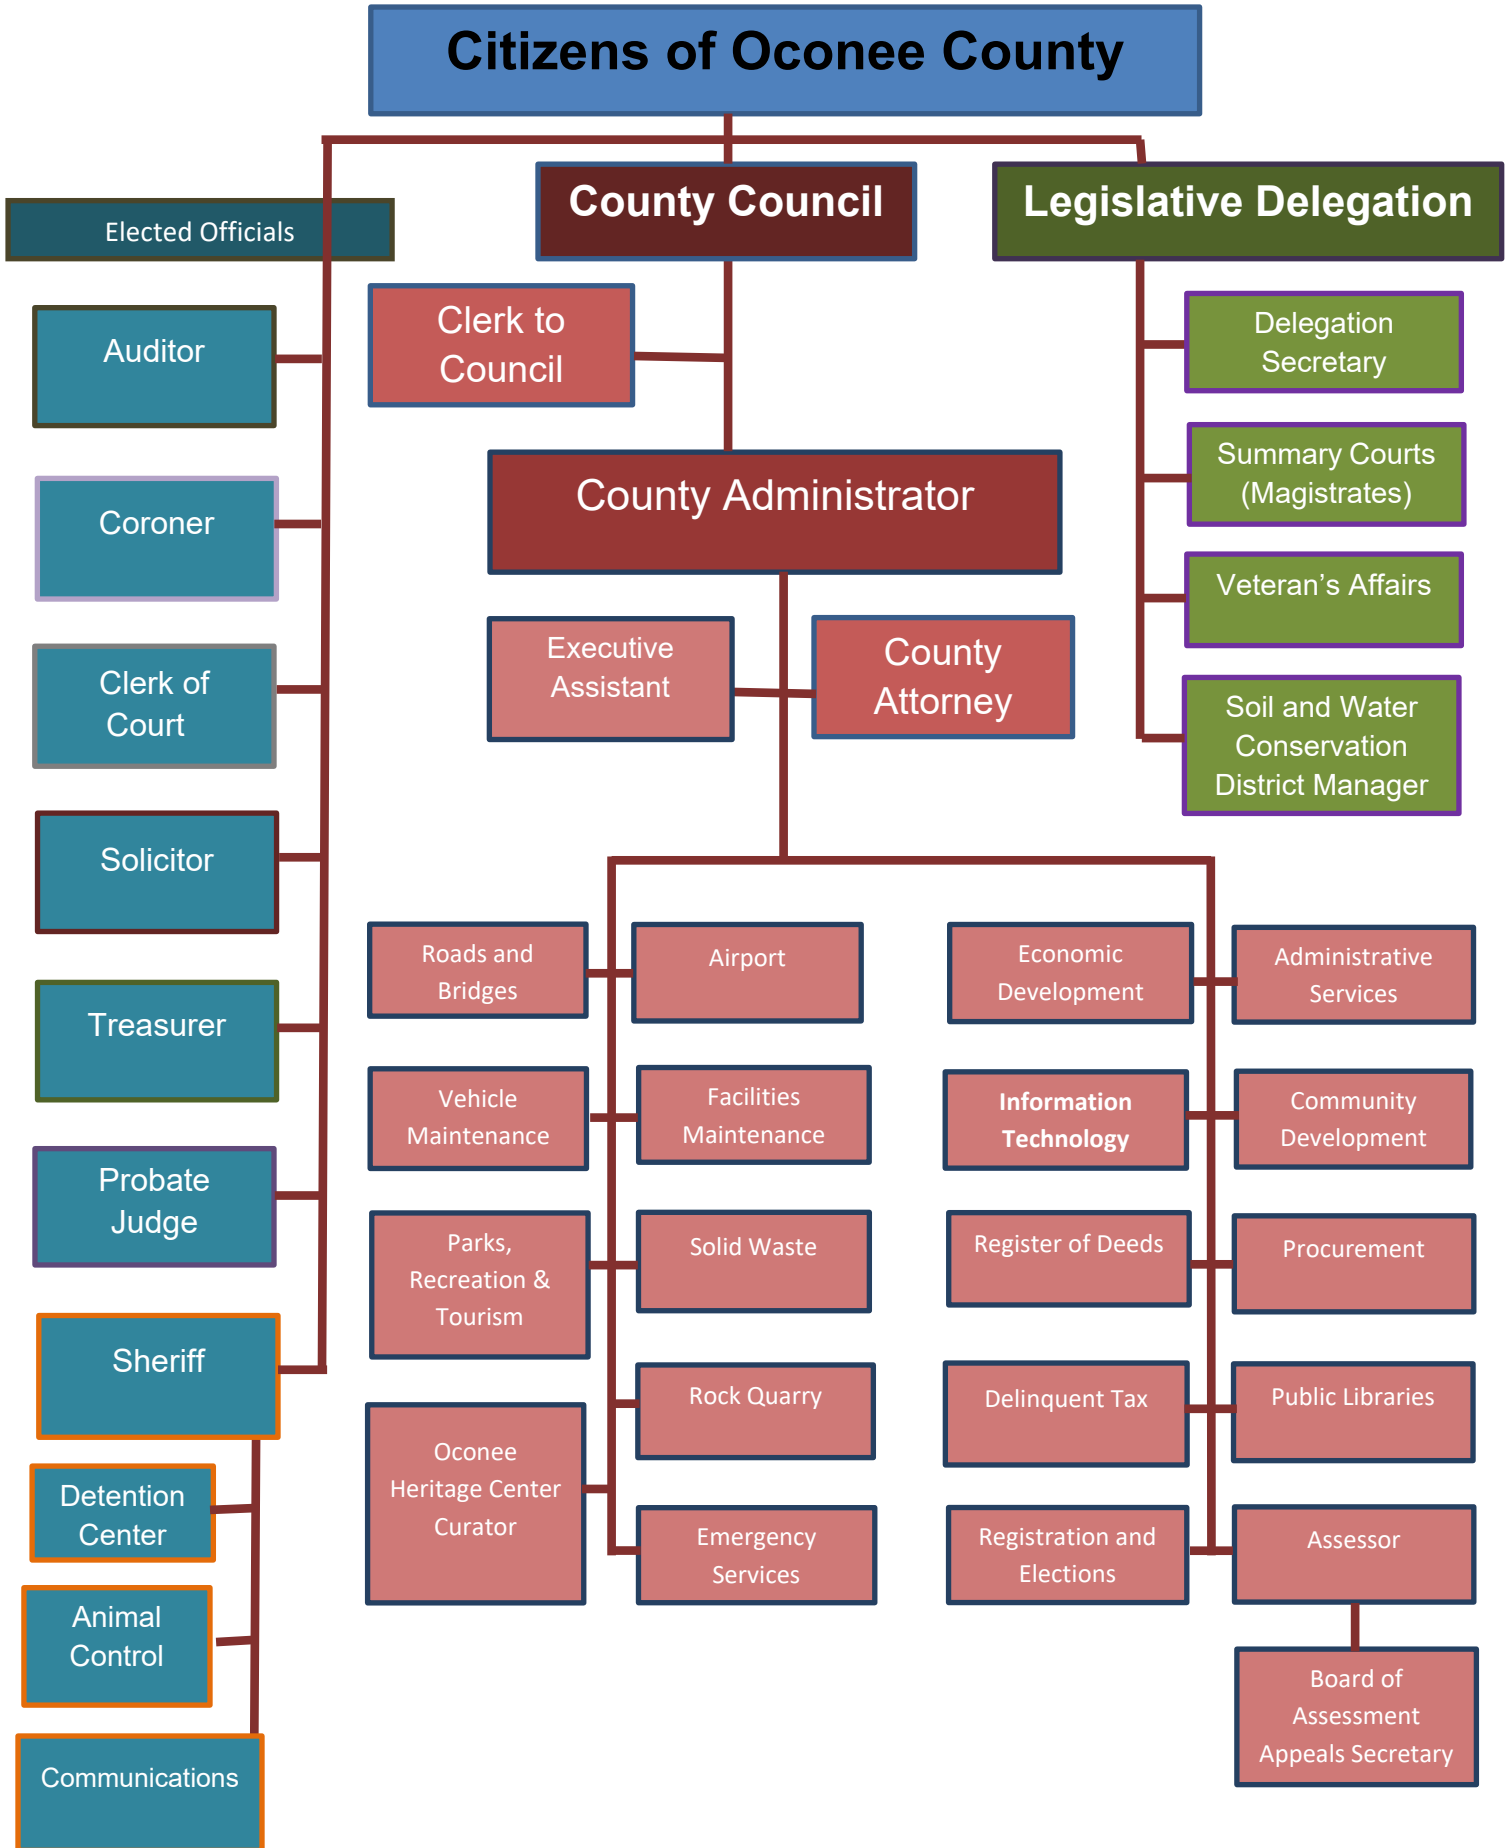 Citizens of Oconee County
Elected Officials
County Council
Legislative Delegation
Auditor
Coroner
Clerk of
Court
Solicitor
Treasurer
Probate
Judge
Sheriff
Detention
Center
Animal
Control
Communications
Clerk to
Council
County Administrator
Executive
Assistant
County
Attorney
Delegation
Secretary
Summary Courts
(Magistrates)
Veteran’s Affairs
Soil and Water
Conservation
District Manager
Roads and
Bridges
Airport
Vehicle
Maintenance
Facilities
Maintenance
Parks,
Recreation &
Tourism
Solid Waste
Rock Quarry
Oconee
Heritage Center
Curator
Emergency
Services
Economic
Development
Administrative
Services
Information
Technology
Community
Development
Register of Deeds
Procurement
Delinquent Tax
Public Libraries
Registration and
Elections
Assessor
Board of
Assessment
Appeals Secretary